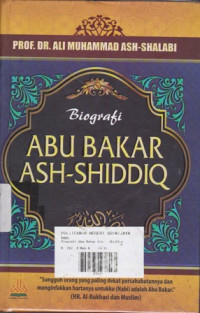 PROF. DR. ALI MUHAMMAD ASH-SHALABI
Biografi
ABU BAKAR
ASH-SHIDDIQ
"Sungguh orang yang paling dekat persahabatannya dan
menginfakkan hartanya untukku (Nabi) adalah Abu Bakar."
(HR. Al-Bukhari dan Muslim)